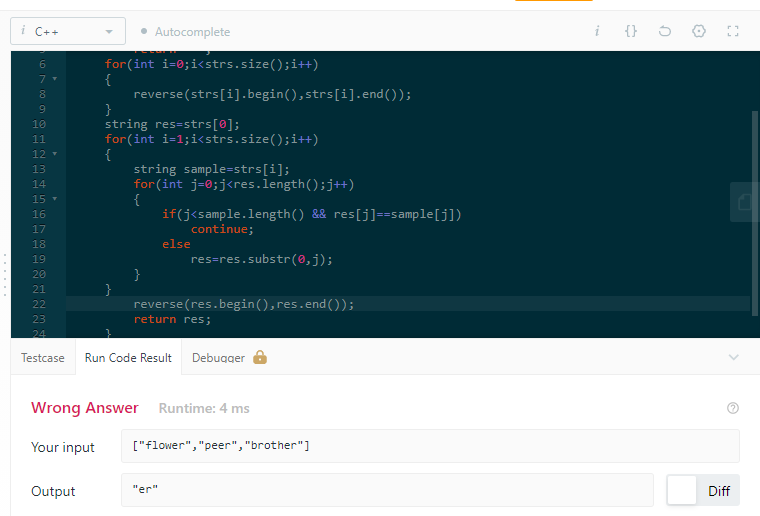 i C++
Autocomplete
i {}
5
6 for(int i=0;i<strs.size();i++)
7 {
8 reverse(strs[i].begin(),strs[i].end());
9 }
10 string res=strs[0];
11 for(int i=1;i<strs.size();i++)
12 {
13 string sample=strs[i];
14 for(int j=0;j<res.length();j++)
15 {
16 if(j<sample.length() && res[j]==sample[j])
17 continue;
18 else
19 res=res.substr(0,j);
20 }
21 }
22 reverse(res.begin(),res.end());
23 return res;
24 }
Testcase Run Code Result Debugger
Wrong Answer Runtime: 4 ms
Your input ["flower","peer","brother"]
Output "er" Diff